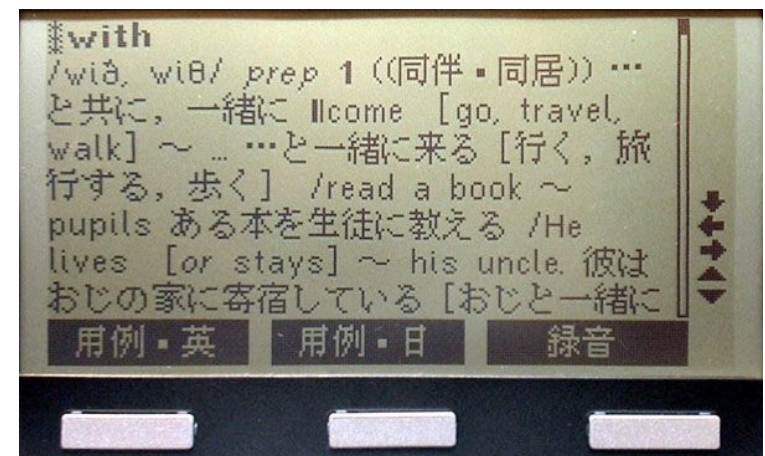 ⁑with
/wið, wiθ/ prep 1 ((同伴・同居)) …
と共に, 一緒に ‖come [go, travel,
walk] ～ … …と一緒に来る [行く, 旅
行する, 歩く] /read a book ～
pupils ある本を生徒に教える /He
lives [or stays] ～ his uncle. 彼は
おじの家に寄宿している [おじと一緒に
用例・英 用例・日 録音